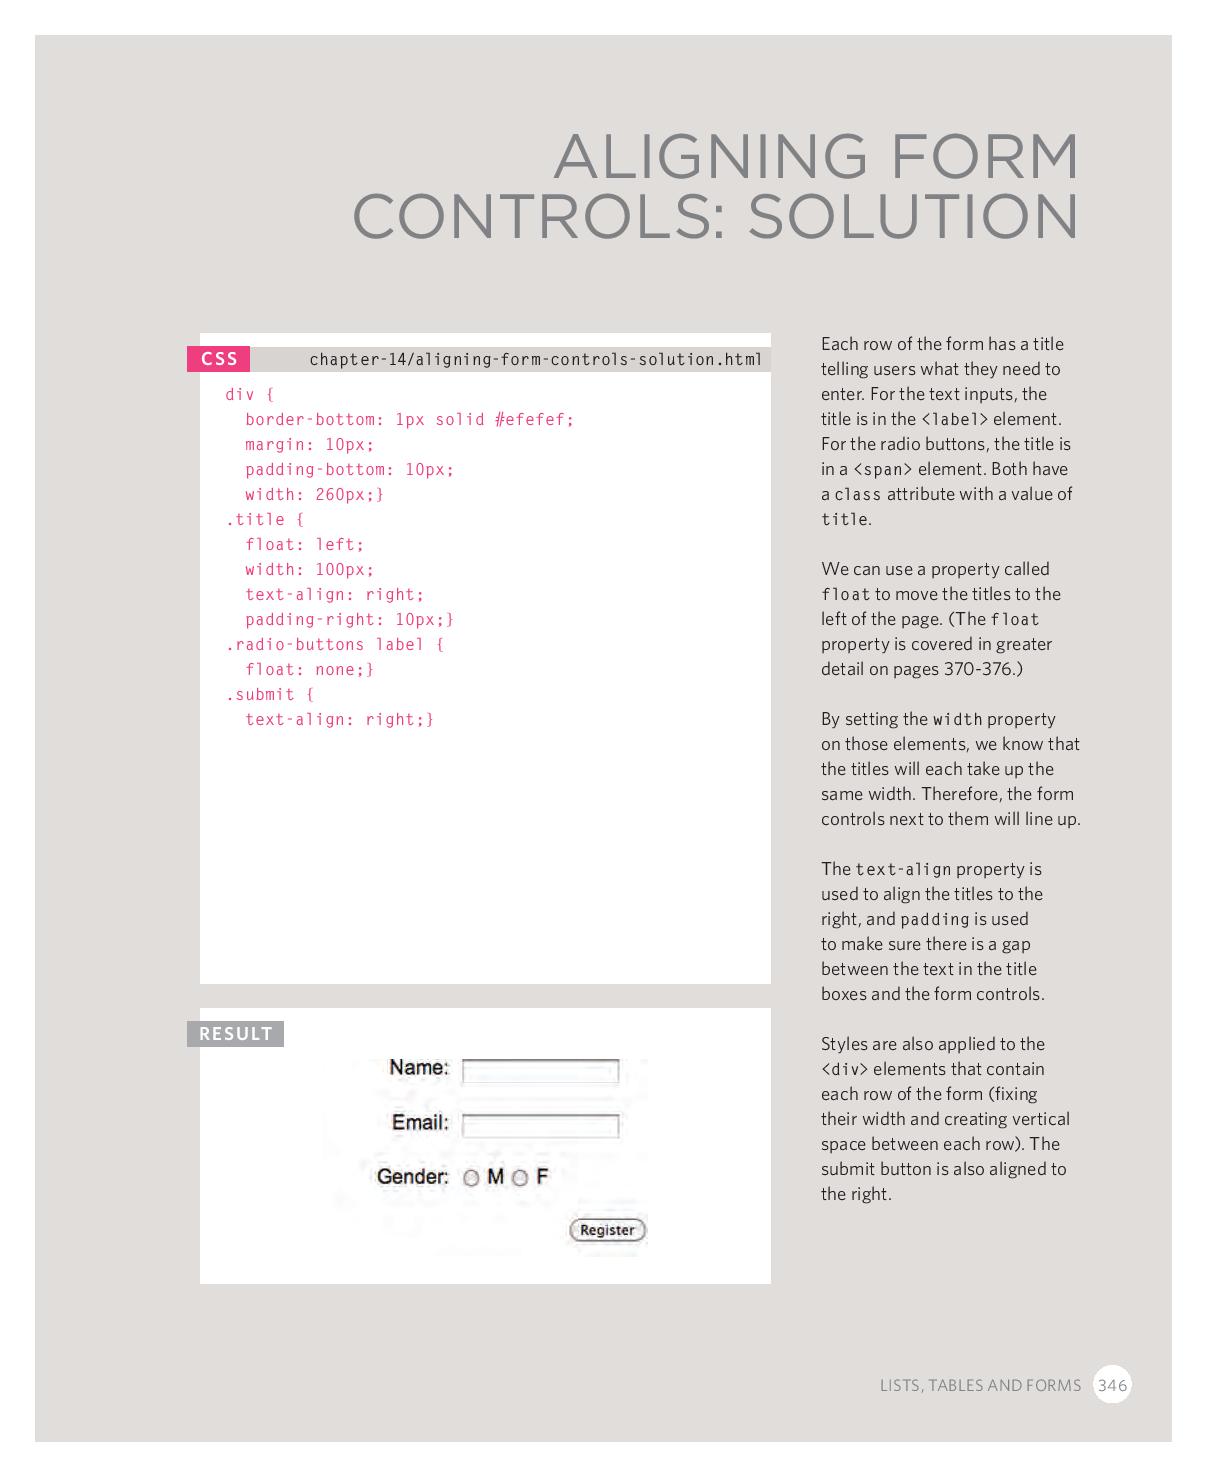 ALIGNING FORM
CONTROLS: SOLUTION
CSS
chapter-14/aligning-form-controls-solution.html
div {
  border-bottom: 1px solid #efefef;
  margin: 10px;
  padding-bottom: 10px;
  width: 260px;}
.title {
  float: left;
  width: 100px;
  text-align: right;
  padding-right: 10px;}
.radio-buttons label {
  float: none;}
.submit {
  text-align: right;}
RESULT
Name:
Email:
Gender: M F
Register
Each row of the form has a title
telling users what they need to
enter. For the text inputs, the
title is in the <label> element.
For the radio buttons, the title is
in a <span> element. Both have
a class attribute with a value of
title.
We can use a property called
float to move the titles to the
left of the page. (The float
property is covered in greater
detail on pages 370-376.)
By setting the width property
on those elements, we know that
the titles will each take up the
same width. Therefore, the form
controls next to them will line up.
The text-align property is
used to align the titles to the
right, and padding is used
to make sure there is a gap
between the text in the title
boxes and the form controls.
Styles are also applied to the
<div> elements that contain
each row of the form (fixing
their width and creating vertical
space between each row). The
submit button is also aligned to
the right.
LISTS, TABLES AND FORMS 346